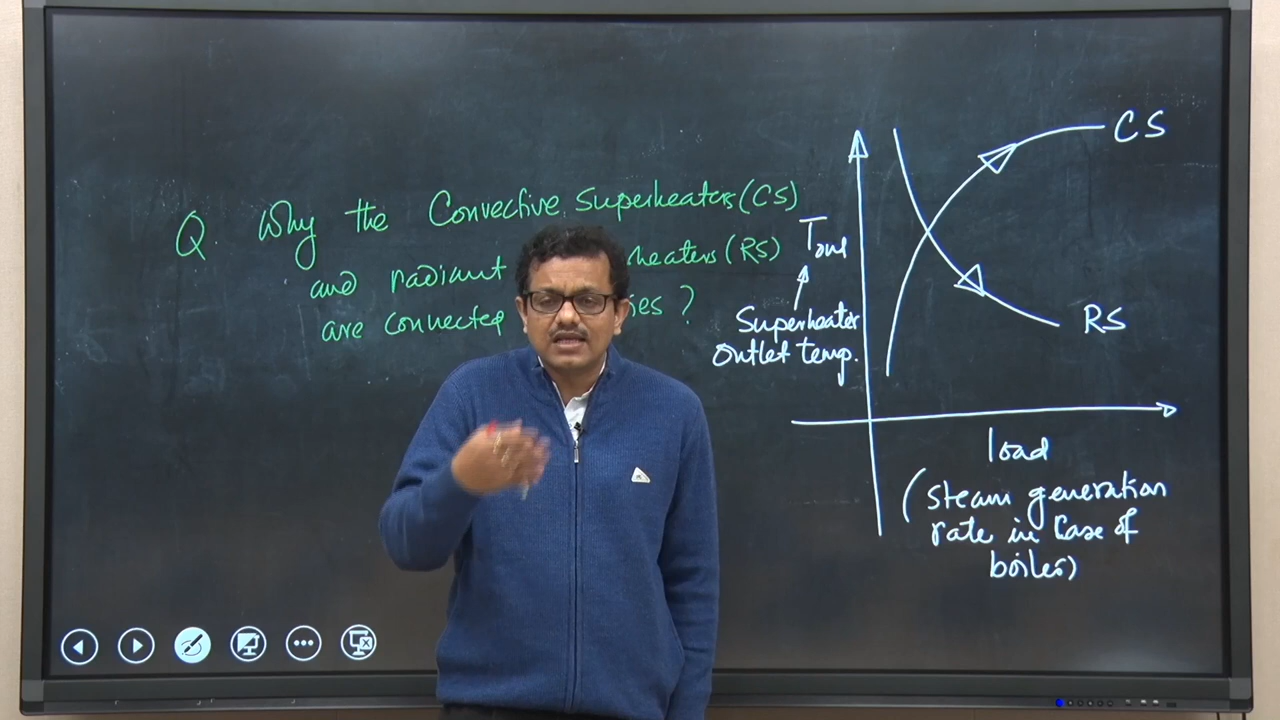 Q. Why the Convective Superheaters (CS)
and radiant heaters (RS)
are connected ies ?
CS
Tout
Superheater
Outlet temp.
RS
load
(steam generation
rate in Case of
boiler)